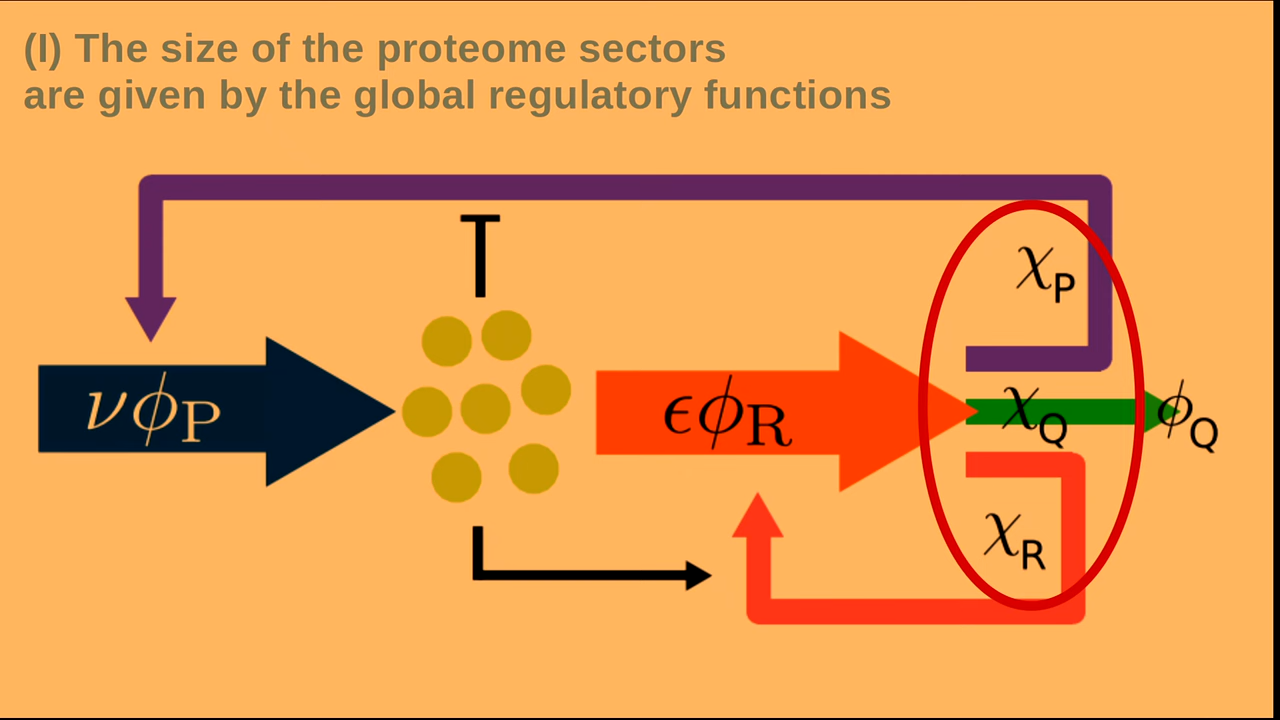 (I) The size of the proteome sectors
are given by the global regulatory functions
χP
νϕP
ϵϕR
χQ
ϕQ
χR